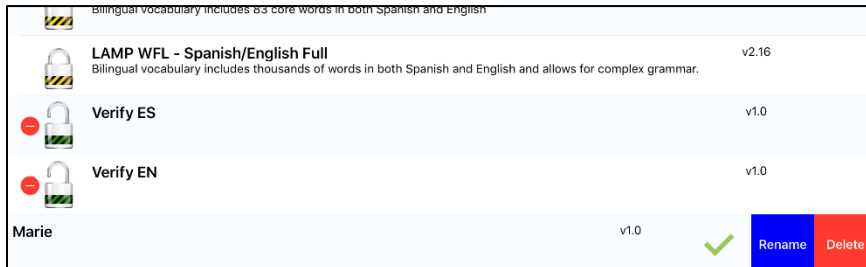 Bilingual vocabulary includes 83 core words in both Spanish and English
LAMP WFL - Spanish/English Full v2.16
Bilingual vocabulary includes thousands of words in both Spanish and English and allows for complex grammar.
Verify ES v1.0
Verify EN v1.0
Marie v1.0 Rename Delete